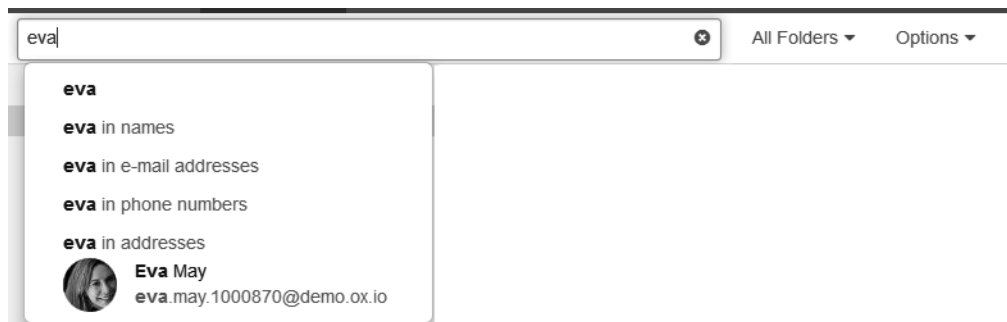 eva All Folders Options
eva
eva in names
eva in e-mail addresses
eva in phone numbers
eva in addresses
Eva May
eva.may.1000870@demo.ox.io